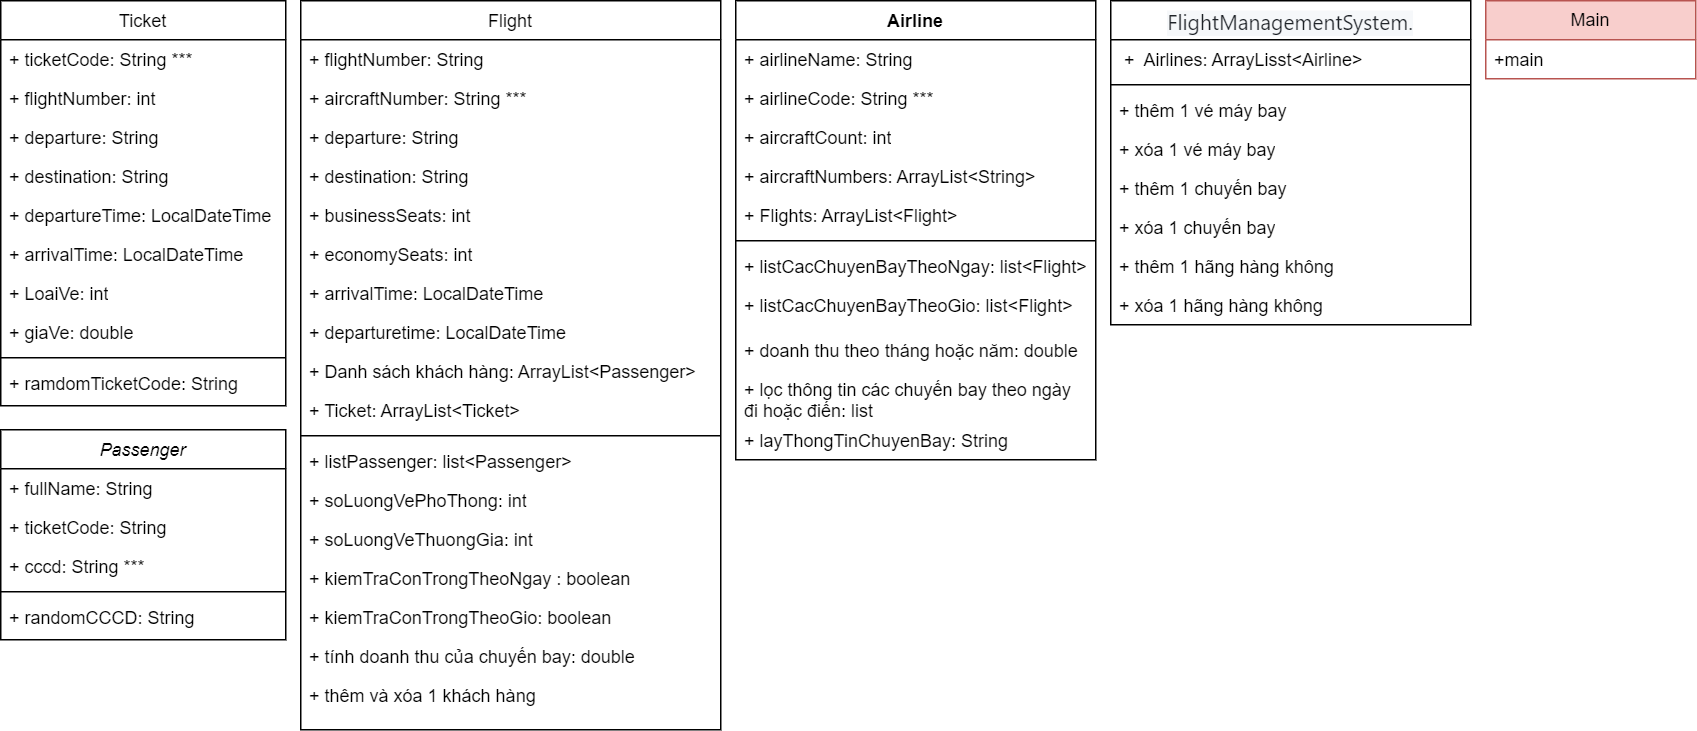 Ticket
+ ticketCode: String ***
+ flightNumber: int
+ departure: String
+ destination: String
+ departureTime: LocalDateTime
+ arrivalTime: LocalDateTime
+ LoaiVe: int
+ giaVe: double
+ ramdomTicketCode: String
Passenger
+ fullName: String
+ ticketCode: String
+ cccd: String ***
+ randomCCCD: String
Flight
+ flightNumber: String
+ aircraftNumber: String ***
+ departure: String
+ destination: String
+ businessSeats: int
+ economySeats: int
+ arrivalTime: LocalDateTime
+ departuretime: LocalDateTime
+ Danh sách khách hàng: ArrayList<Passenger>
+ Ticket: ArrayList<Ticket>
+ listPassenger: list<Passenger>
+ soLuongVePhoThong: int
+ soLuongVeThuongGia: int
+ kiemTraConTrongTheoNgay : boolean
+ kiemTraConTrongTheoGio: boolean
+ tính doanh thu của chuyến bay: double
+ thêm và xóa 1 khách hàng
Airline
+ airlineName: String
+ airlineCode: String ***
+ aircraftCount: int
+ aircraftNumbers: ArrayList<String>
+ Flights: ArrayList<Flight>
+ listCacChuyenBayTheoNgay: list<Flight>
+ listCacChuyenBayTheoGio: list<Flight>
+ doanh thu theo tháng hoặc năm: double
+ lọc thông tin các chuyến bay theo ngày
đi hoặc điến: list
+ layThongTinChuyenBay: String
FlightManagementSystem.
+ Airlines: ArrayLisst<Airline>
+ thêm 1 vé máy bay
+ xóa 1 vé máy bay
+ thêm 1 chuyến bay
+ xóa 1 chuyến bay
+ thêm 1 hãng hàng không
+ xóa 1 hãng hàng không
Main
+main